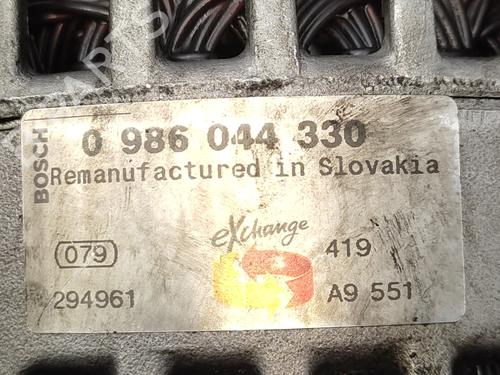 BOSCH
0 986 044 330
Remanufactured in Slovakia
eXchange
079
419
294961
A9 551